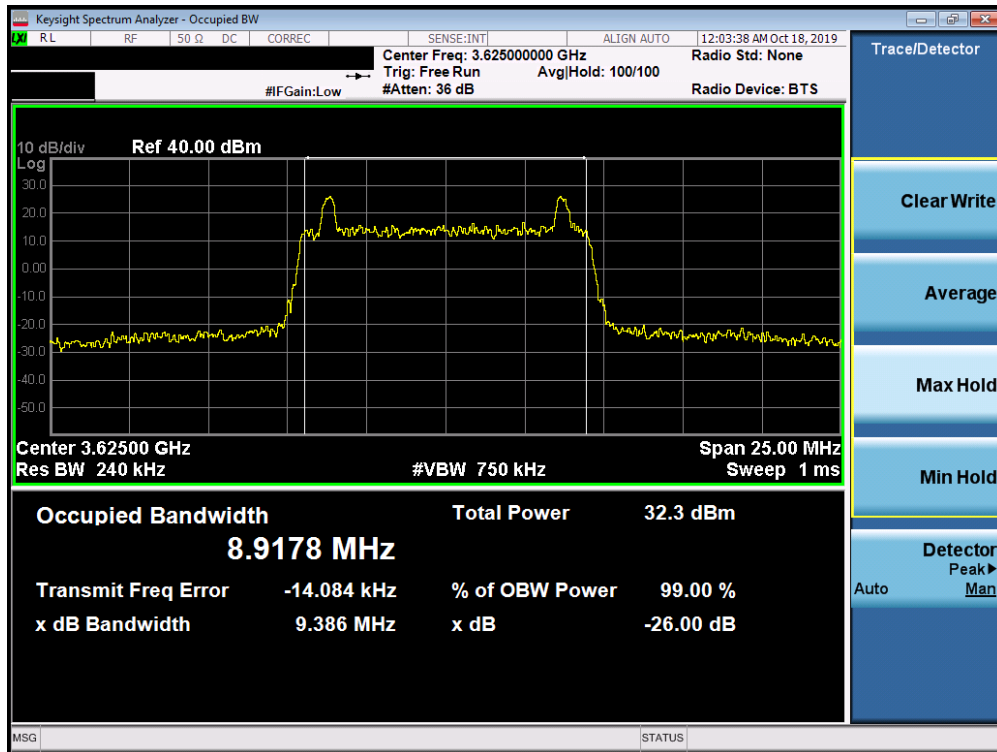 Keysight Spectrum Analyzer - Occupied BW
LXI RL RF 50 Ω DC CORREC SENSE:INT ALIGN AUTO 12:03:38 AM Oct 18, 2019
Center Freq: 3.625000000 GHz Radio Std: None
Trig: Free Run Avg|Hold: 100/100
#IFGain:Low #Atten: 36 dB Radio Device: BTS
10 dB/div Ref 40.00 dBm
Log
30.0
20.0
10.0
0.00
-10.0
-20.0
-30.0
-40.0
-50.0
Center 3.62500 GHz Span 25.00 MHz
Res BW 240 kHz #VBW 750 kHz Sweep 1 ms
Occupied Bandwidth Total Power 32.3 dBm
8.9178 MHz
Transmit Freq Error -14.084 kHz % of OBW Power 99.00 %
x dB Bandwidth 9.386 MHz x dB -26.00 dB
MSG STATUS
Trace/Detector
Clear Write
Average
Max Hold
Min Hold
Detector
Peak▶
Auto Man